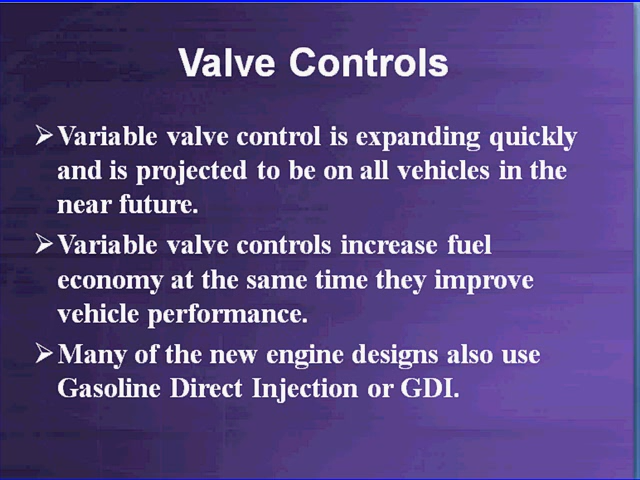 Valve Controls
➢Variable valve control is expanding quickly
and is projected to be on all vehicles in the
near future.
➢Variable valve controls increase fuel
economy at the same time they improve
vehicle performance.
➢Many of the new engine designs also use
Gasoline Direct Injection or GDI.